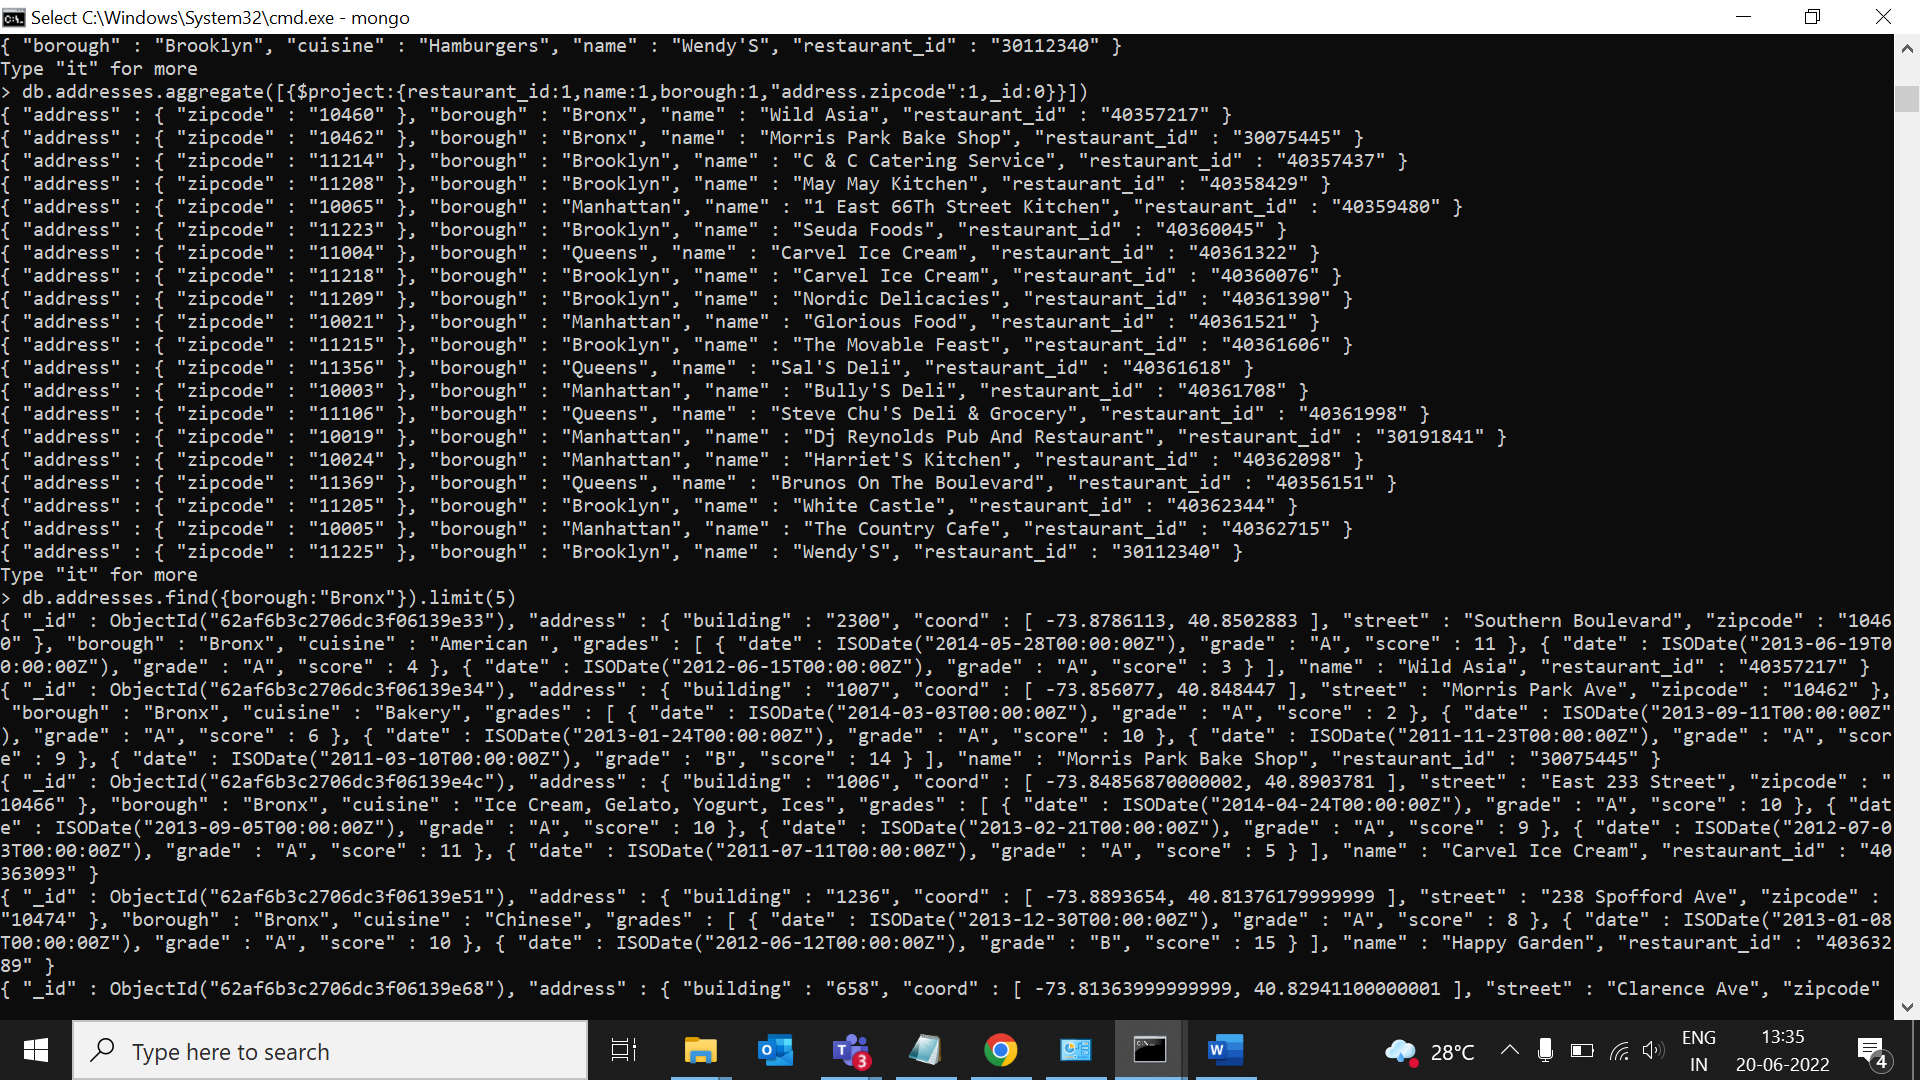 Select C:\Windows\System32\cmd.exe - mongo
{ "borough" : "Brooklyn", "cuisine" : "Hamburgers", "name" : "Wendy'S", "restaurant_id" : "30112340" }
Type "it" for more
> db.addresses.aggregate([{$project:{restaurant_id:1,name:1,borough:1,"address.zipcode":1,_id:0}}])
{ "address" : { "zipcode" : "10460" }, "borough" : "Bronx", "name" : "Wild Asia", "restaurant_id" : "40357217" }
{ "address" : { "zipcode" : "10462" }, "borough" : "Bronx", "name" : "Morris Park Bake Shop", "restaurant_id" : "30075445" }
{ "address" : { "zipcode" : "11214" }, "borough" : "Brooklyn", "name" : "C & C Catering Service", "restaurant_id" : "40357437" }
{ "address" : { "zipcode" : "11208" }, "borough" : "Brooklyn", "name" : "May May Kitchen", "restaurant_id" : "40358429" }
{ "address" : { "zipcode" : "10065" }, "borough" : "Manhattan", "name" : "1 East 66Th Street Kitchen", "restaurant_id" : "40359480" }
{ "address" : { "zipcode" : "11223" }, "borough" : "Brooklyn", "name" : "Seuda Foods", "restaurant_id" : "40360045" }
{ "address" : { "zipcode" : "11004" }, "borough" : "Queens", "name" : "Carvel Ice Cream", "restaurant_id" : "40361322" }
{ "address" : { "zipcode" : "11218" }, "borough" : "Brooklyn", "name" : "Carvel Ice Cream", "restaurant_id" : "40360076" }
{ "address" : { "zipcode" : "11209" }, "borough" : "Brooklyn", "name" : "Nordic Delicacies", "restaurant_id" : "40361390" }
{ "address" : { "zipcode" : "10021" }, "borough" : "Manhattan", "name" : "Glorious Food", "restaurant_id" : "40361521" }
{ "address" : { "zipcode" : "11215" }, "borough" : "Brooklyn", "name" : "The Movable Feast", "restaurant_id" : "40361606" }
{ "address" : { "zipcode" : "11356" }, "borough" : "Queens", "name" : "Sal'S Deli", "restaurant_id" : "40361618" }
{ "address" : { "zipcode" : "10003" }, "borough" : "Manhattan", "name" : "Bully'S Deli", "restaurant_id" : "40361708" }
{ "address" : { "zipcode" : "11106" }, "borough" : "Queens", "name" : "Steve Chu'S Deli & Grocery", "restaurant_id" : "40361998" }
{ "address" : { "zipcode" : "10019" }, "borough" : "Manhattan", "name" : "Dj Reynolds Pub And Restaurant", "restaurant_id" : "30191841" }
{ "address" : { "zipcode" : "10024" }, "borough" : "Manhattan", "name" : "Harriet'S Kitchen", "restaurant_id" : "40362098" }
{ "address" : { "zipcode" : "11369" }, "borough" : "Queens", "name" : "Brunos On The Boulevard", "restaurant_id" : "40356151" }
{ "address" : { "zipcode" : "11205" }, "borough" : "Brooklyn", "name" : "White Castle", "restaurant_id" : "40362344" }
{ "address" : { "zipcode" : "10005" }, "borough" : "Manhattan", "name" : "The Country Cafe", "restaurant_id" : "40362715" }
{ "address" : { "zipcode" : "11225" }, "borough" : "Brooklyn", "name" : "Wendy'S", "restaurant_id" : "30112340" }
Type "it" for more
> db.addresses.find({borough:"Bronx"}).limit(5)
{ "_id" : ObjectId("62af6b3c2706dc3f06139e33"), "address" : { "building" : "2300", "coord" : [ -73.8786113, 40.8502883 ], "street" : "Southern Boulevard", "zipcode" : "1046
0" }, "borough" : "Bronx", "cuisine" : "American ", "grades" : [ { "date" : ISODate("2014-05-28T00:00:00Z"), "grade" : "A", "score" : 11 }, { "date" : ISODate("2013-06-19T0
0:00:00Z"), "grade" : "A", "score" : 4 }, { "date" : ISODate("2012-06-15T00:00:00Z"), "grade" : "A", "score" : 3 } ], "name" : "Wild Asia", "restaurant_id" : "40357217" }
{ "_id" : ObjectId("62af6b3c2706dc3f06139e34"), "address" : { "building" : "1007", "coord" : [ -73.856077, 40.848447 ], "street" : "Morris Park Ave", "zipcode" : "10462" },
 "borough" : "Bronx", "cuisine" : "Bakery", "grades" : [ { "date" : ISODate("2014-03-03T00:00:00Z"), "grade" : "A", "score" : 2 }, { "date" : ISODate("2013-09-11T00:00:00Z"
), "grade" : "A", "score" : 6 }, { "date" : ISODate("2013-01-24T00:00:00Z"), "grade" : "A", "score" : 10 }, { "date" : ISODate("2011-11-23T00:00:00Z"), "grade" : "A", "scor
e" : 9 }, { "date" : ISODate("2011-03-10T00:00:00Z"), "grade" : "B", "score" : 14 } ], "name" : "Morris Park Bake Shop", "restaurant_id" : "30075445" }
{ "_id" : ObjectId("62af6b3c2706dc3f06139e4c"), "address" : { "building" : "1006", "coord" : [ -73.84856870000002, 40.8903781 ], "street" : "East 233 Street", "zipcode" : "
10466" }, "borough" : "Bronx", "cuisine" : "Ice Cream, Gelato, Yogurt, Ices", "grades" : [ { "date" : ISODate("2014-04-24T00:00:00Z"), "grade" : "A", "score" : 10 }, { "dat
e" : ISODate("2013-09-05T00:00:00Z"), "grade" : "A", "score" : 10 }, { "date" : ISODate("2013-02-21T00:00:00Z"), "grade" : "A", "score" : 9 }, { "date" : ISODate("2012-07-0
3T00:00:00Z"), "grade" : "A", "score" : 11 }, { "date" : ISODate("2011-07-11T00:00:00Z"), "grade" : "A", "score" : 5 } ], "name" : "Carvel Ice Cream", "restaurant_id" : "40
363093" }
{ "_id" : ObjectId("62af6b3c2706dc3f06139e51"), "address" : { "building" : "1236", "coord" : [ -73.8893654, 40.81376179999999 ], "street" : "238 Spofford Ave", "zipcode" :
"10474" }, "borough" : "Bronx", "cuisine" : "Chinese", "grades" : [ { "date" : ISODate("2013-12-30T00:00:00Z"), "grade" : "A", "score" : 8 }, { "date" : ISODate("2013-01-08
T00:00:00Z"), "grade" : "A", "score" : 10 }, { "date" : ISODate("2012-06-12T00:00:00Z"), "grade" : "B", "score" : 15 } ], "name" : "Happy Garden", "restaurant_id" : "403632
89" }
{ "_id" : ObjectId("62af6b3c2706dc3f06139e68"), "address" : { "building" : "658", "coord" : [ -73.81363999999999, 40.82941100000001 ], "street" : "Clarence Ave", "zipcode"
Type here to search
3
28°C
ENG
IN
13:35
20-06-2022
4